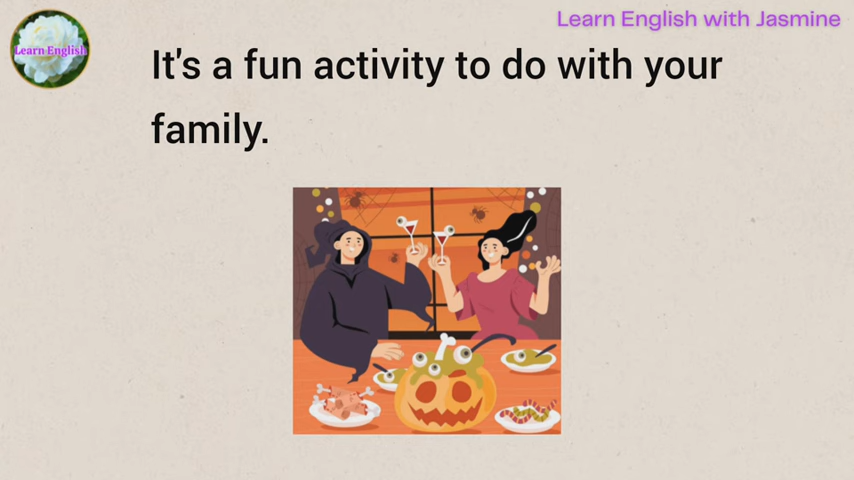 Learn English with Jasmine
Learn English
It's a fun activity to do with your
family.